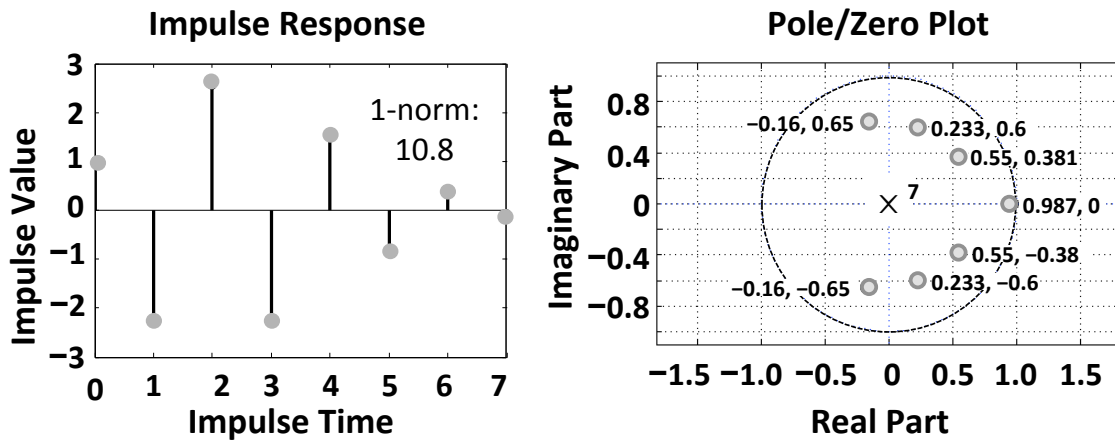 Impulse Response
Impulse Value
3
2
1
0
−1
−2
−3
1-norm:
10.8
0 1 2 3 4 5 6 7
Impulse Time
Pole/Zero Plot
Imaginary Part
0.8
0.4
0
−0.4
−0.8
−0.16, 0.65
0.233, 0.6
0.55, 0.381
7
0.987, 0
0.55, −0.38
0.233, −0.6
−0.16, −0.65
−1.5 −1.0 −0.5 0 0.5 1.0 1.5
Real Part